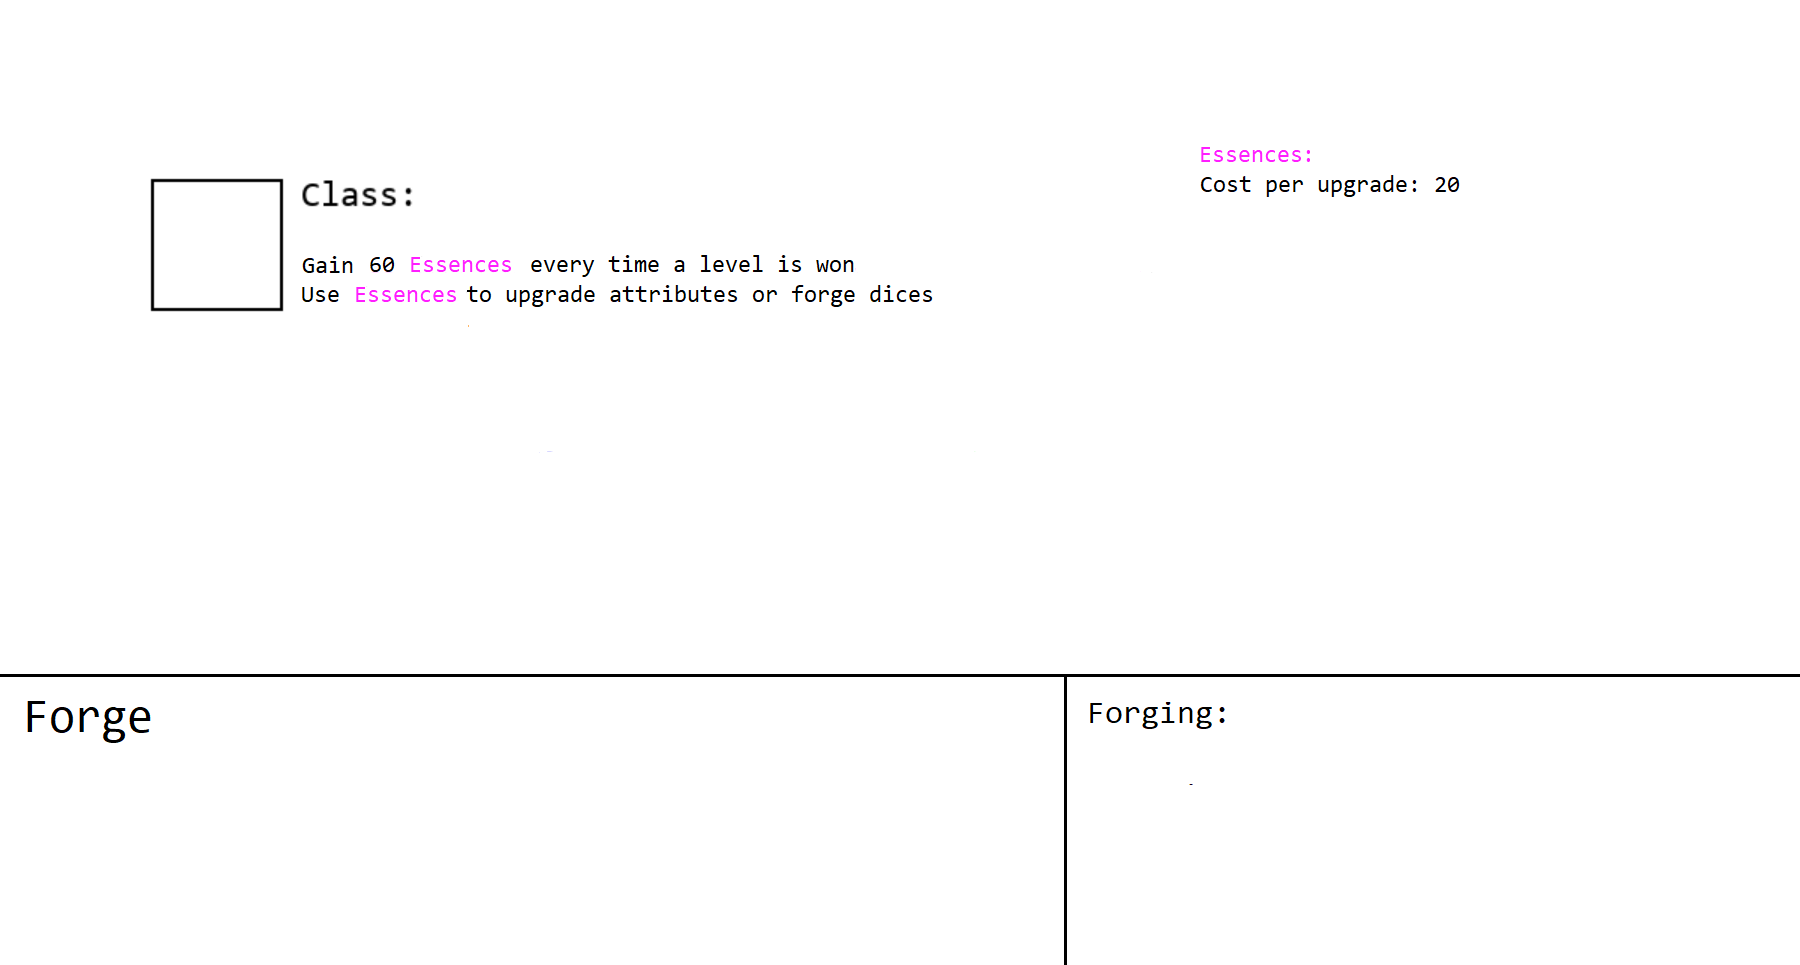 Essences:
Cost per upgrade: 20
Class:
Gain 60 Essences every time a level is won
Use Essences to upgrade attributes or forge dices
Forge
Forging: